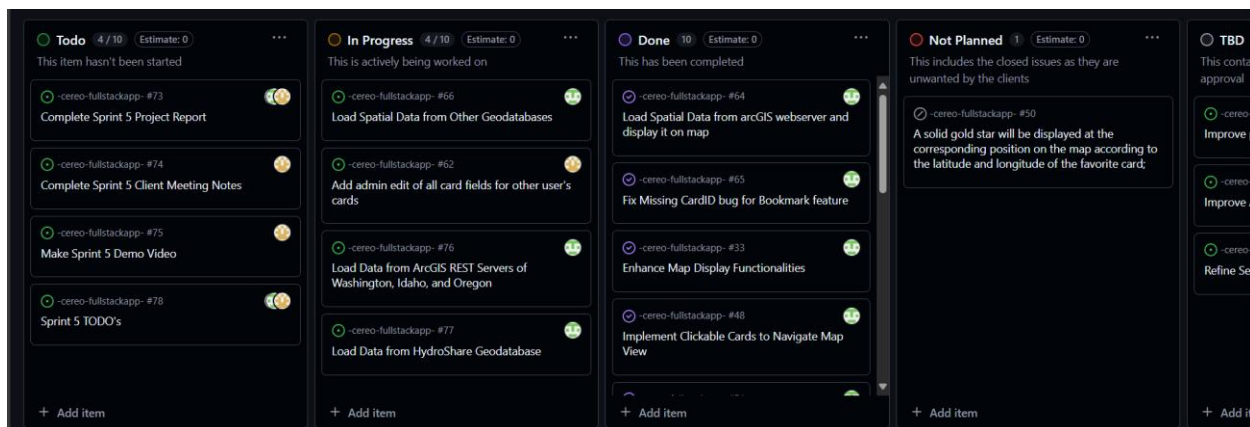 Todo 4 / 10 Estimate: 0
This item hasn't been started
-cereo-fullstackapp- #73
Complete Sprint 5 Project Report
-cereo-fullstackapp- #74
Complete Sprint 5 Client Meeting Notes
-cereo-fullstackapp- #75
Make Sprint 5 Demo Video
-cereo-fullstackapp- #78
Sprint 5 TODO's
+ Add item
In Progress 4 / 10 Estimate: 0
This is actively being worked on
-cereo-fullstackapp- #66
Load Spatial Data from Other Geodatabases
-cereo-fullstackapp- #62
Add admin edit of all card fields for other user's
cards
-cereo-fullstackapp- #76
Load Data from ArcGIS REST Servers of
Washington, Idaho, and Oregon
-cereo-fullstackapp- #77
Load Data from HydroShare Geodatabase
+ Add item
Done 10 Estimate: 0
This has been completed
-cereo-fullstackapp- #64
Load Spatial Data from arcGIS webserver and
display it on map
-cereo-fullstackapp- #65
Fix Missing CardID bug for Bookmark feature
-cereo-fullstackapp- #33
Enhance Map Display Functionalities
-cereo-fullstackapp- #48
Implement Clickable Cards to Navigate Map
View
+ Add item
Not Planned 1 Estimate: 0
This includes the closed issues as they are
unwanted by the clients
-cereo-fullstackapp- #50
A solid gold star will be displayed at the
corresponding position on the map according to
the latitude and longitude of the favorite card;
+ Add item
TBD
This conta
approval
-cereo-
Improve
-cereo-
Improve
-cereo-
Refine Se
+ Add it